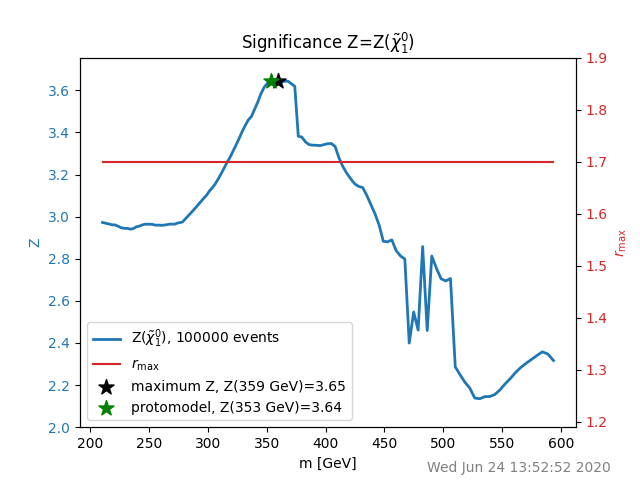 Significance Z=Z(χ̃₁⁰)
3.6
3.4
3.2
3.0
2.8
2.6
2.4
2.2
2.0
Z
1.9
1.8
1.7
1.6
1.5
1.4
1.3
1.2
r_max
Z(χ̃₁⁰), 100000 events
r_max
maximum Z, Z(359 GeV)=3.65
protomodel, Z(353 GeV)=3.64
200 250 300 350 400 450 500 550 600
m [GeV]
Wed Jun 24 13:52:52 2020